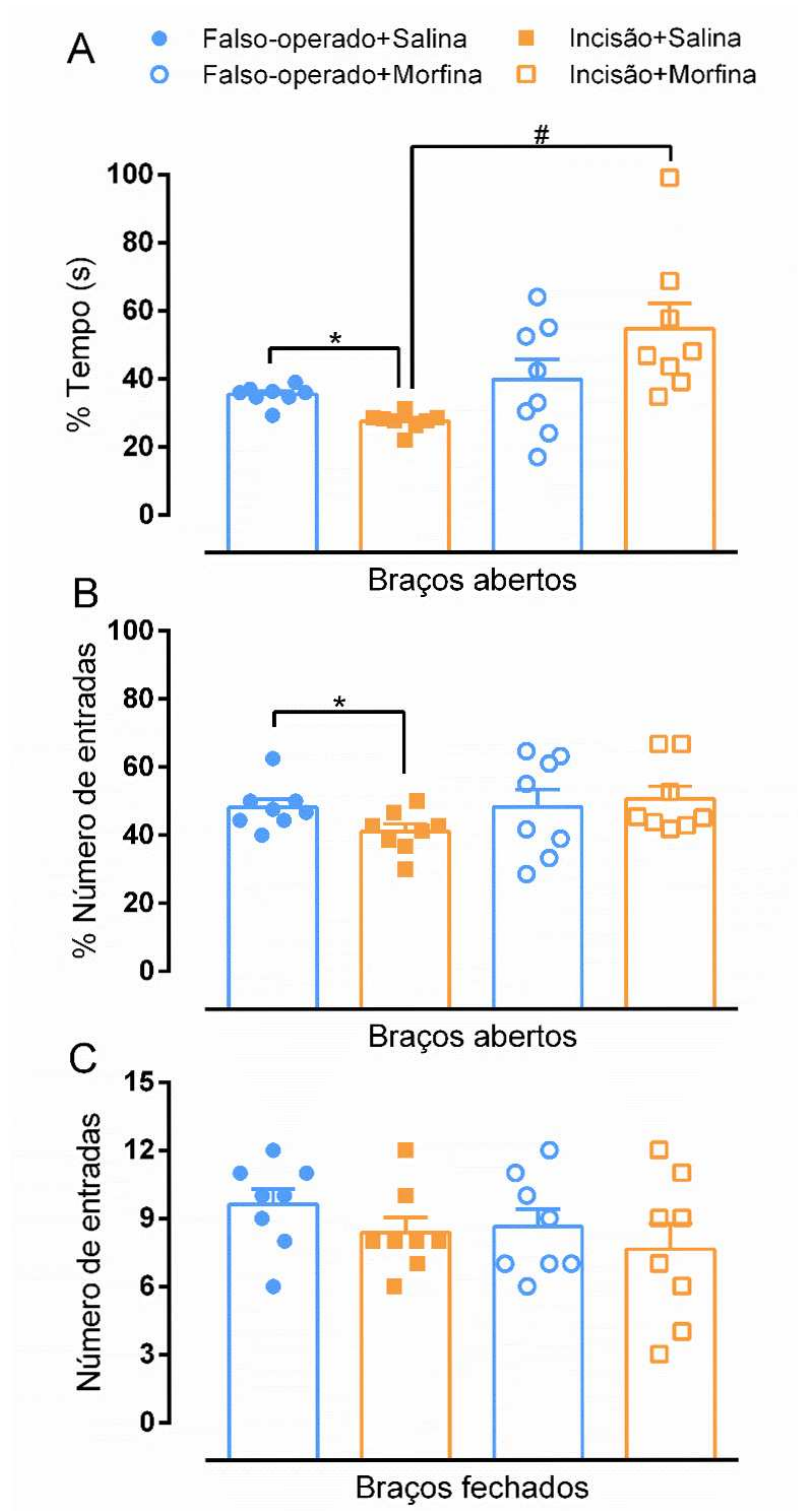 A
Falso-operado+Salina Incisão+Salina
Falso-operado+Morfina Incisão+Morfina
#
*
% Tempo (s)
100
80
60
40
20
0
Braços abertos
B
*
% Número de entradas
100
80
60
40
20
0
Braços abertos
C
Número de entradas
15
12
9
6
3
0
Braços fechados